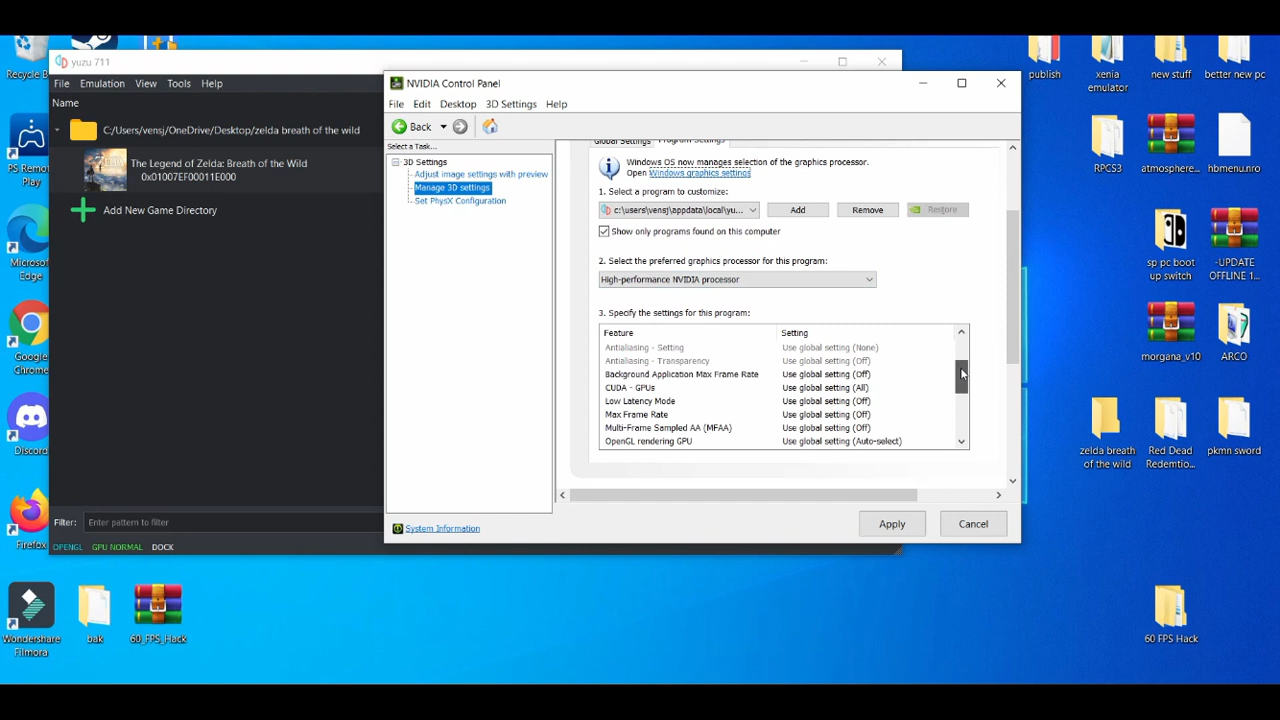 Recycle B
PS Remote
Play
Microsoft
Edge
Google
Chrome
Discord
Firefox
Wondershare
Filmora
bak
60_FPS_Hack
yuzu 711
File Emulation View Tools Help
Name
C:/Users/vensj/OneDrive/Desktop/zelda breath of the wild
The Legend of Zelda: Breath of the Wild
0x01007EF00011E000
Add New Game Directory
Filter: Enter pattern to filter
OPENGL GPU NORMAL DOCK
NVIDIA Control Panel
File Edit Desktop 3D Settings Help
Back
Select a Task...
3D Settings
Adjust image settings with preview
Manage 3D settings
Set PhysX Configuration
System Information
Global Settings Program Settings
Windows OS now manages selection of the graphics processor.
Open Windows graphics settings
1. Select a program to customize:
c:\users\vensj\appdata\local\yu... Add Remove Restore
Show only programs found on this computer
2. Select the preferred graphics processor for this program:
High-performance NVIDIA processor
3. Specify the settings for this program:
Feature Setting
Antialiasing - Setting Use global setting (None)
Antialiasing - Transparency Use global setting (Off)
Background Application Max Frame Rate Use global setting (Off)
CUDA - GPUs Use global setting (All)
Low Latency Mode Use global setting (Off)
Max Frame Rate Use global setting (Off)
Multi-Frame Sampled AA (MFAA) Use global setting (Off)
OpenGL rendering GPU Use global setting (Auto-select)
Apply Cancel
publish
xenia
emulator
new stuff
better new pc
RPCS3
atmosphere...
hbmenu.nro
sp pc boot
up switch
-UPDATE
OFFLINE 1...
morgana_v10
ARCO
zelda breath
of the wild
Red Dead
Redemtio...
pkmn sword
60 FPS Hack